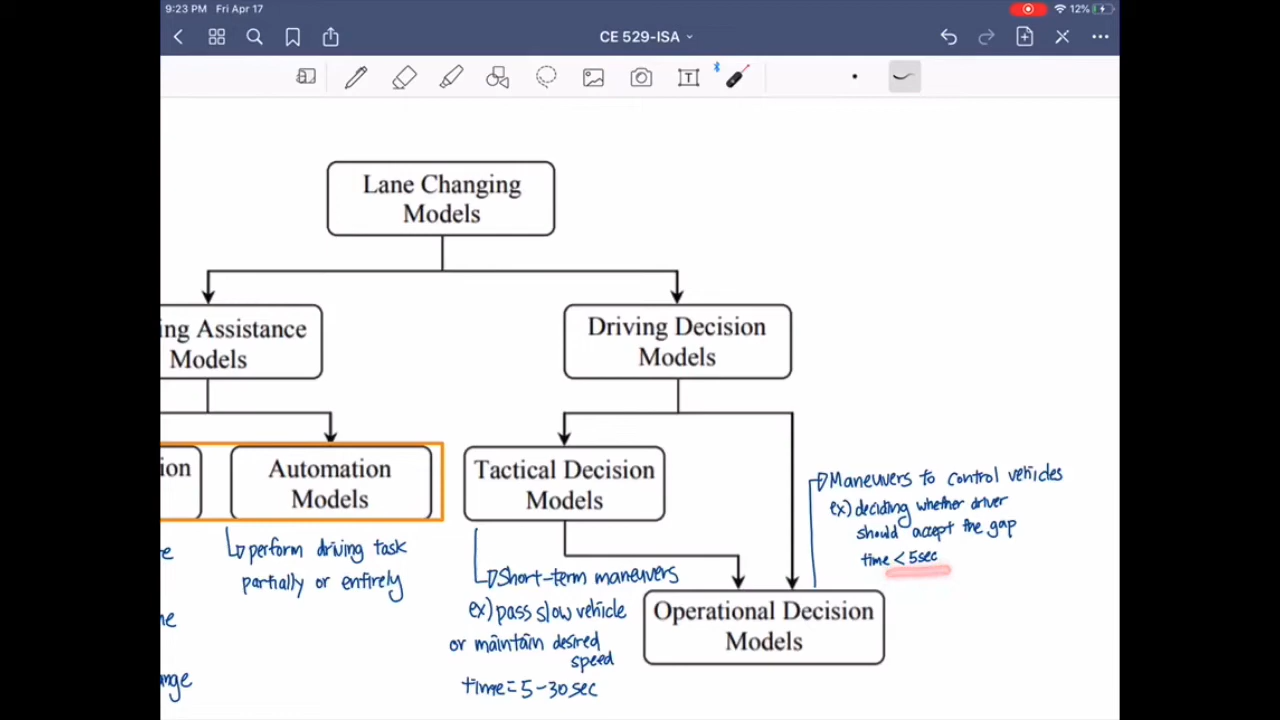 9:23 PM Fri Apr 17
12%
CE 529-ISA
T
Lane Changing
Models
ing Assistance
Models
Driving Decision
Models
ion
Automation
Models
Tactical Decision
Models
Maneuvers to control vehicles
ex) deciding whether driver
should accept the gap
time < 5sec
re
perform driving task
partially or entirely
Short-term maneuvers
ex) pass slow vehicle
or maintain desired
speed
time = 5-30 sec
Operational Decision
Models
ne
ange